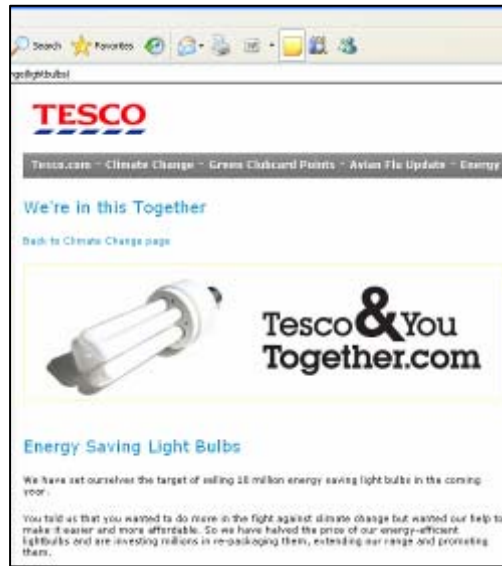 Search Favorites
TESCO
Tesco.com - Climate Change - Green Clubcard Points - Avian Flu Update - Energy
We're in this Together
Back to Climate Change page
Tesco & You
Together.com
Energy Saving Light Bulbs
We have set ourselves the target of selling 10 million energy saving light bulbs in the coming
year.
You told us that you wanted to do more in the fight against climate change but wanted our help to
make it easier and more affordable. So we have halved the price of our energy-efficient
lightbulbs and are investing millions in re-packaging them, extending our range and promoting
them.